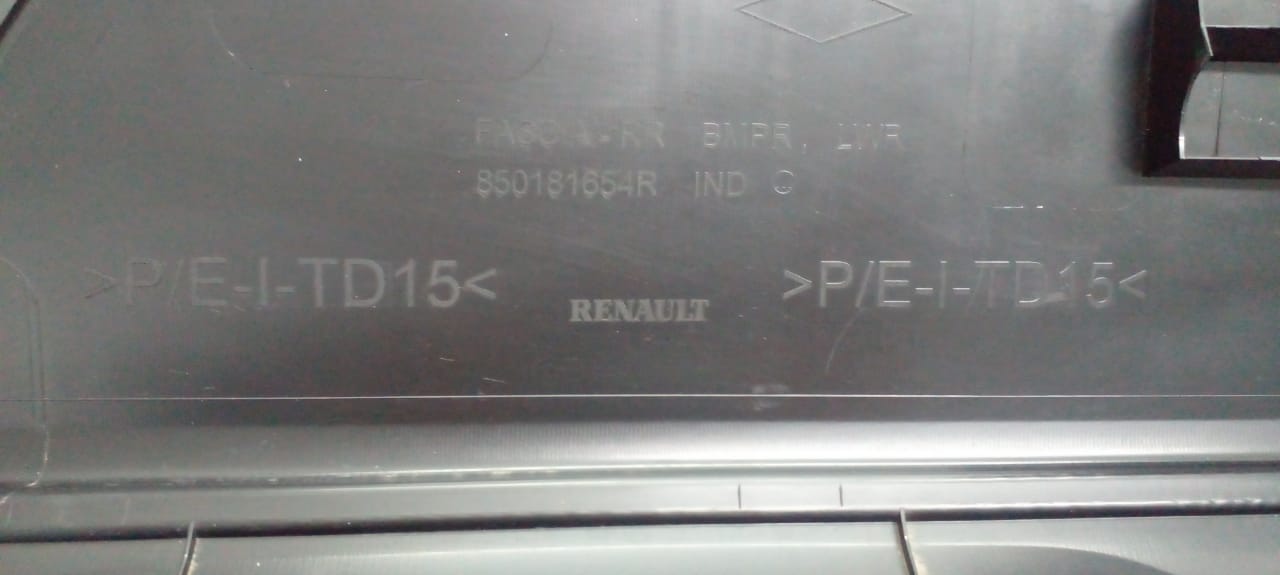 FASCIA-RR BMPR, LWR
850181654R IND C
>P/E-I-TD15< >P/E-I-TD15<
RENAULT